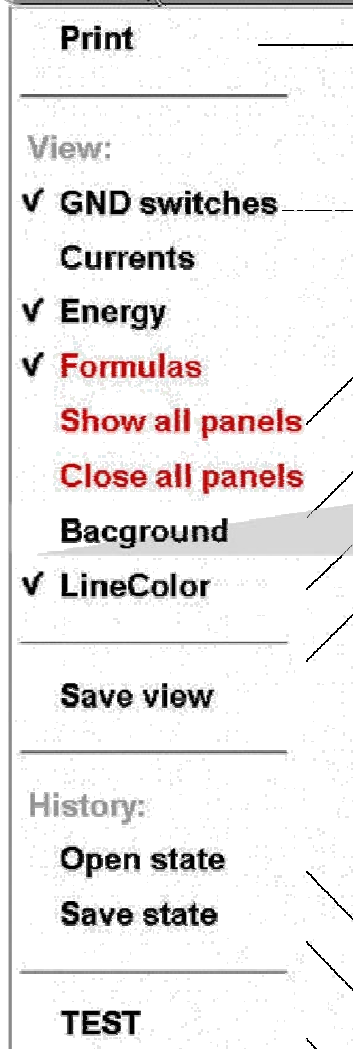 Print
View:
✓ GND switches
Currents
✓ Energy
✓ Formulas
Show all panels
Close all panels
Bacground
✓ LineColor
Save view
History:
Open state
Save state
TEST